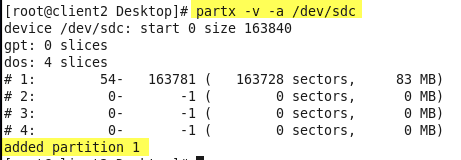 [root@client2 Desktop]# partx -v -a /dev/sdc
device /dev/sdc: start 0 size 163840
gpt: 0 slices
dos: 4 slices
# 1:        54-   163781 (   163728 sectors,     83 MB)
# 2:         0-       -1 (        0 sectors,      0 MB)
# 3:         0-       -1 (        0 sectors,      0 MB)
# 4:         0-       -1 (        0 sectors,      0 MB)
added partition 1
[root@client2 Desktop]#